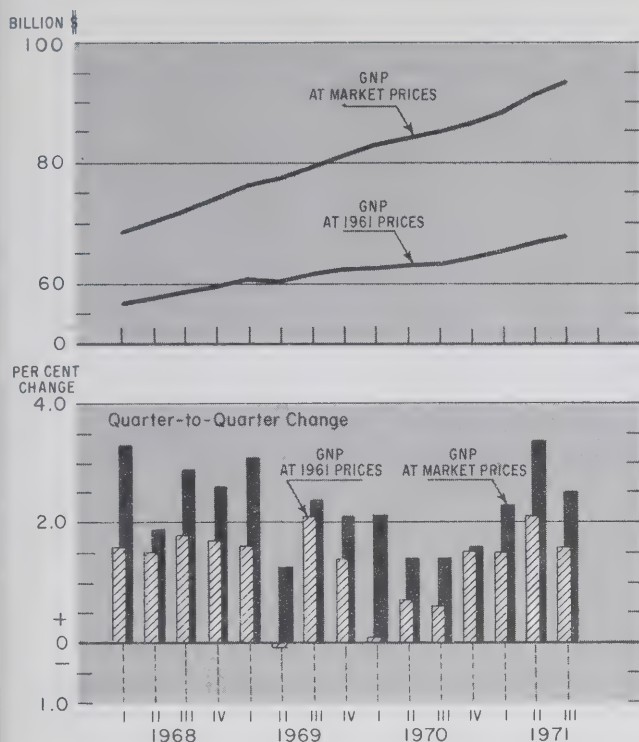 BILLION $
100
GNP
AT MARKET PRICES
80
GNP
AT 1961 PRICES
60
0
PER CENT
CHANGE
4.0
Quarter-to-Quarter Change
GNP
AT 1961 PRICES
GNP
AT MARKET PRICES
2.0
+
0
–
1.0
I II III IV I II III IV I II III IV I II III
1968 1969 1970 1971